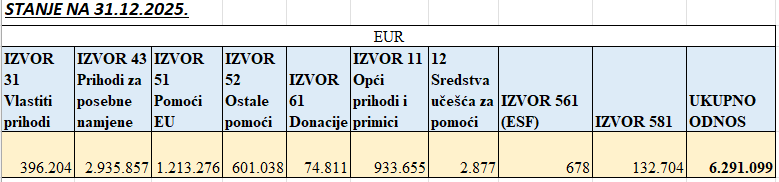 STANJE NA 31.12.2025.
EUR
IZVOR 31 Vlastiti prihodi
IZVOR 43 Prihodi za posebne namjene
IZVOR 51 Pomoći EU
IZVOR 52 Ostale pomoći
IZVOR 61 Donacije
IZVOR 11 Opći prihodi i primici
12 Sredstva učešća za pomoći
IZVOR 561 (ESF)
IZVOR 581
UKUPNO ODNOS
396.204 2.935.857 1.213.276 601.038 74.811 933.655 2.877 678 132.704 6.291.099